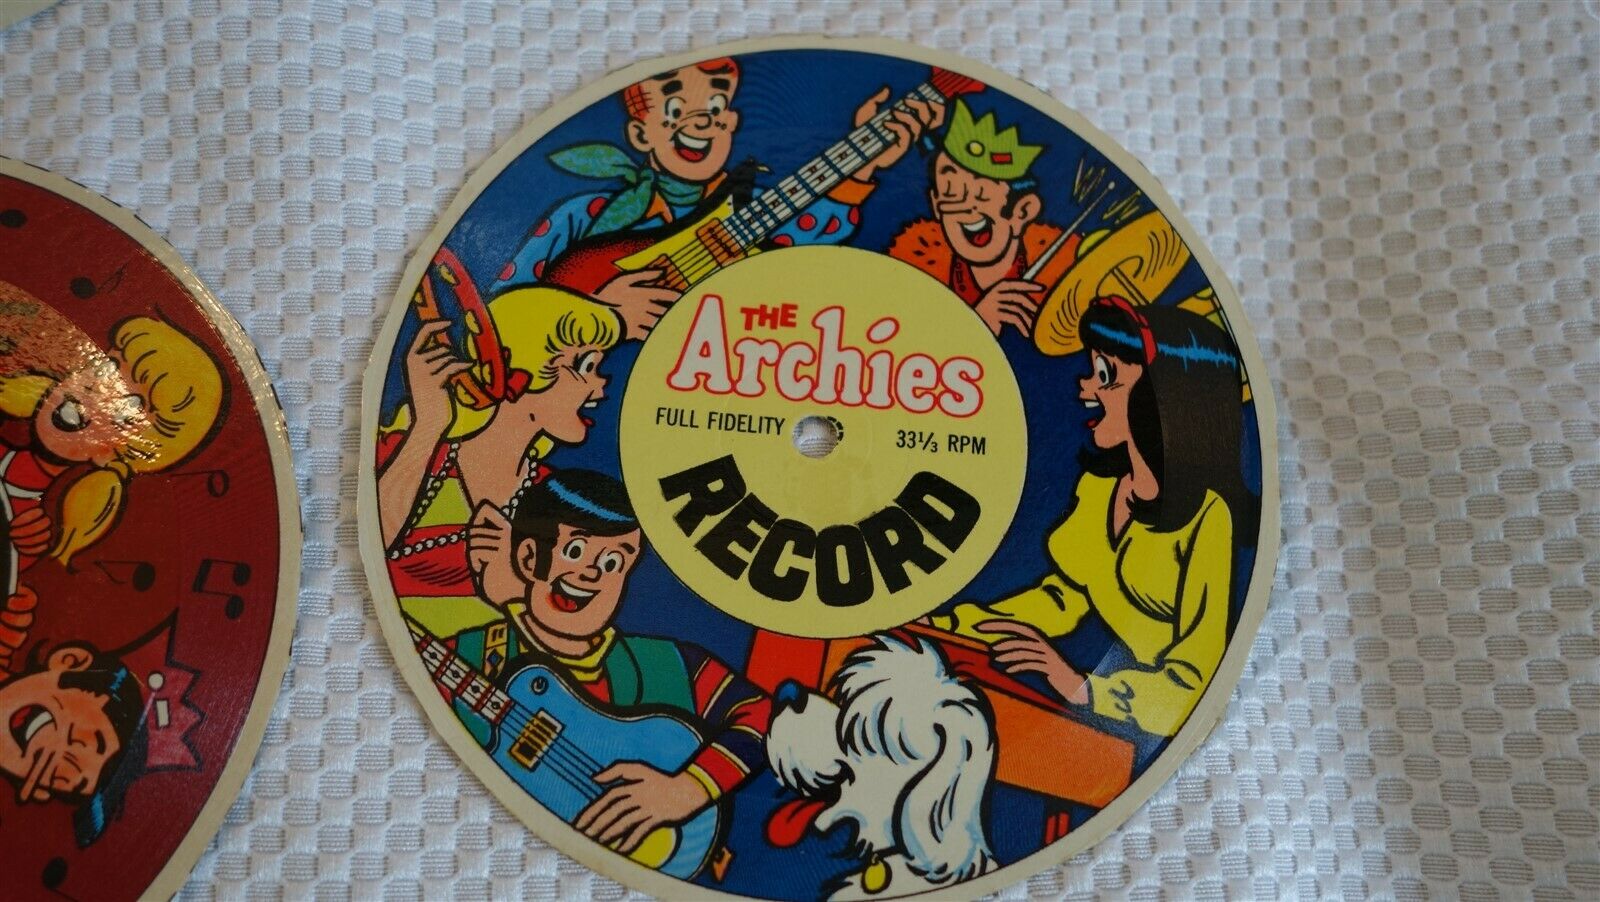 THE
Archies
FULL FIDELITY 33⅓ RPM
RECORD